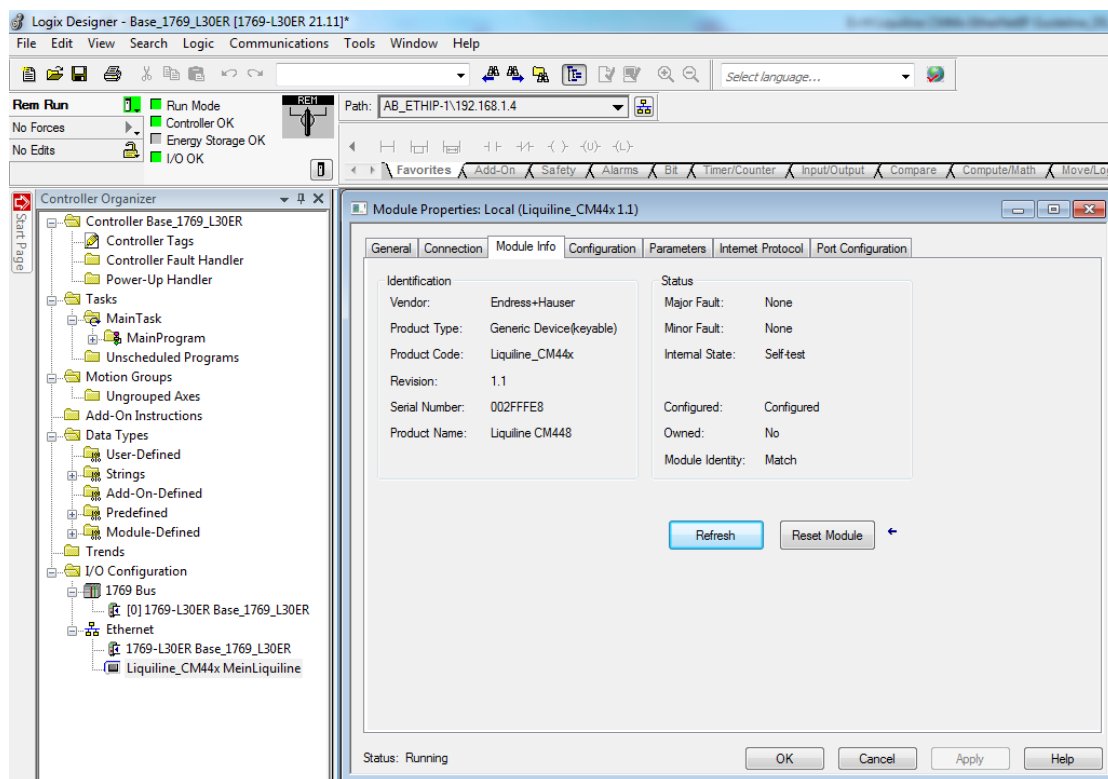 Logix Designer - Base_1769_L30ER [1769-L30ER 21.11]*
File Edit View Search Logic Communications Tools Window Help
Select language...
Rem Run
Run Mode
REM
Path: AB_ETHIP-1\192.168.1.4
No Forces
Controller OK
Energy Storage OK
No Edits
I/O OK
Favorites Add-On Safety Alarms Bit Timer/Counter Input/Output Compare Compute/Math Move/Lo
Start Page
Controller Organizer
Controller Base_1769_L30ER
Controller Tags
Controller Fault Handler
Power-Up Handler
Tasks
MainTask
MainProgram
Unscheduled Programs
Motion Groups
Ungrouped Axes
Add-On Instructions
Data Types
User-Defined
Strings
Add-On-Defined
Predefined
Module-Defined
Trends
I/O Configuration
1769 Bus
[0] 1769-L30ER Base_1769_L30ER
Ethernet
1769-L30ER Base_1769_L30ER
Liquiline_CM44x MeinLiquiline
Module Properties: Local (Liquiline_CM44x 1.1)
General Connection Module Info Configuration Parameters Internet Protocol Port Configuration
Identification
Vendor: Endress+Hauser
Product Type: Generic Device(keyable)
Product Code: Liquiline_CM44x
Revision: 1.1
Serial Number: 002FFFE8
Product Name: Liquiline CM448
Status
Major Fault: None
Minor Fault: None
Internal State: Self-test
Configured: Configured
Owned: No
Module Identity: Match
Refresh Reset Module
Status: Running
OK Cancel Apply Help